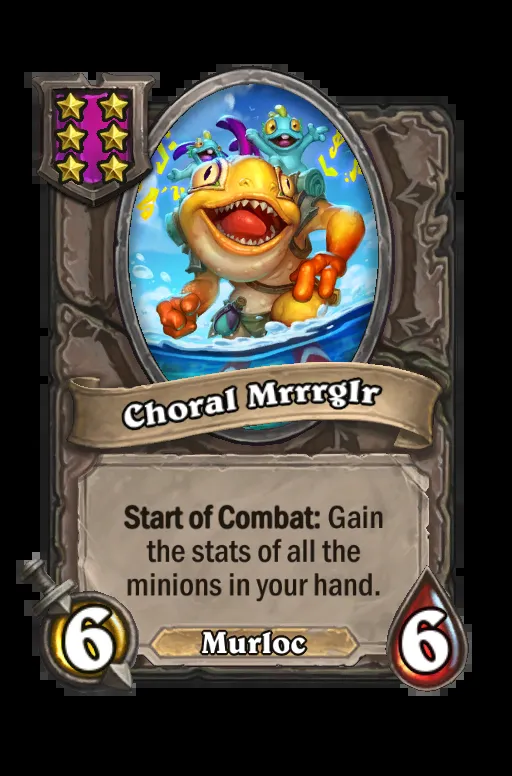 Choral Mrrrglr
Start of Combat: Gain
the stats of all the
minions in your hand.
6
Murloc
6